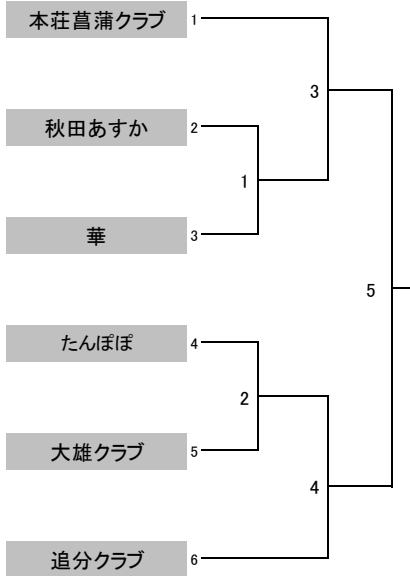 本荘菖蒲クラブ 1
3
秋田あすか 2
1
華 3
5
たんぽぽ 4
2
大雄クラブ 5
4
追分クラブ 6